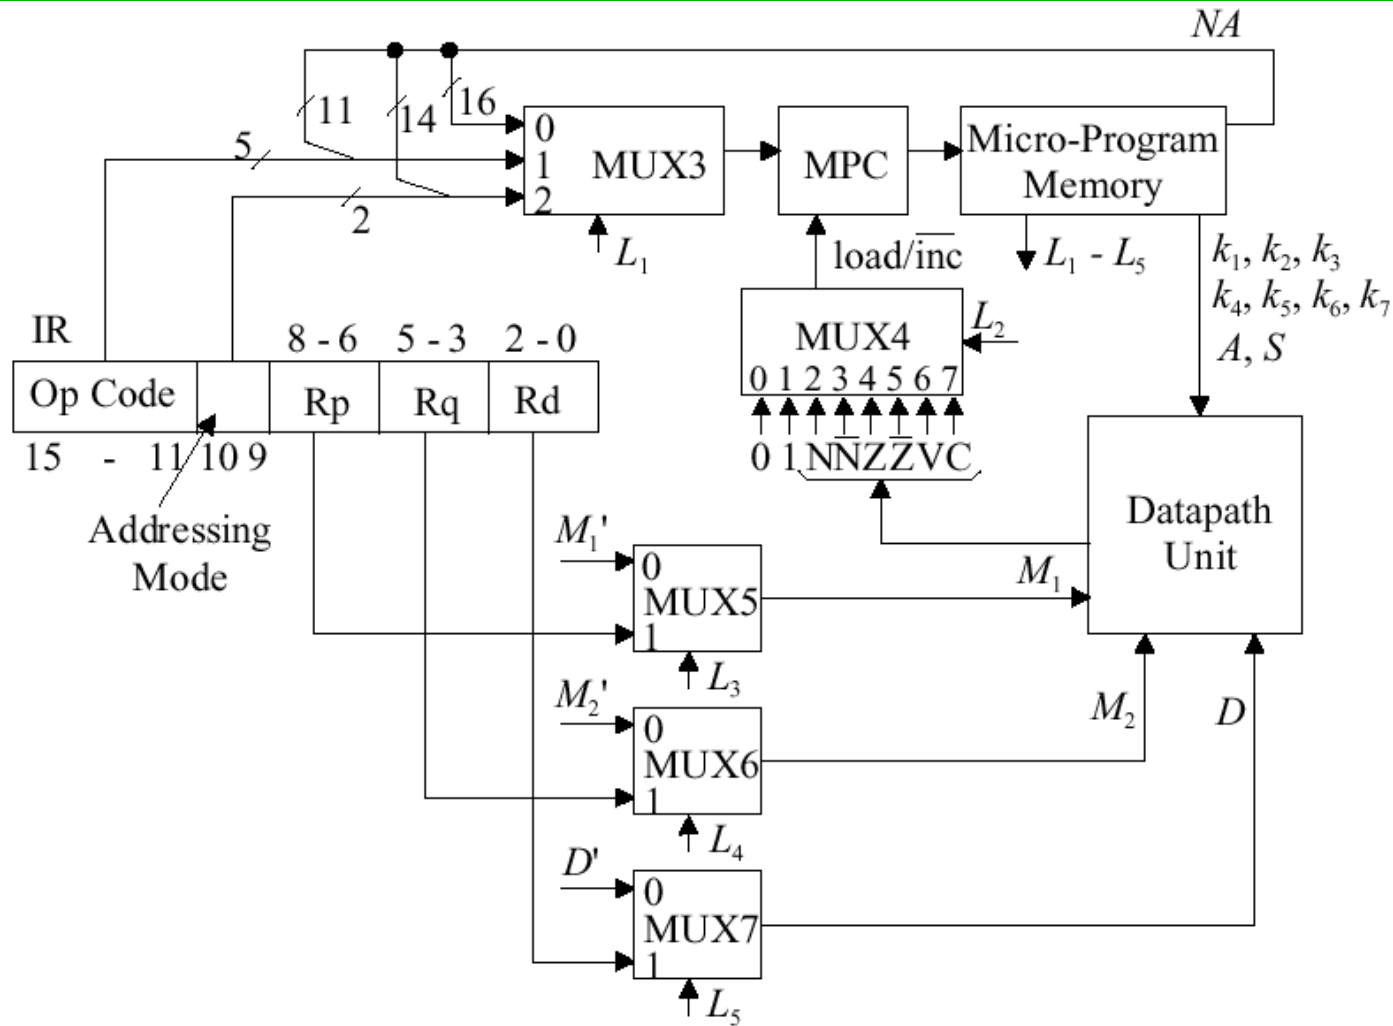 NA
11
14
16
5
2
0
1
2
MUX3
MPC
Micro-Program
Memory
L₁
load/i̅n̅c̅
L₁ - L₅
k₁, k₂, k₃
k₄, k₅, k₆, k₇
A, S
MUX4
L₂
0 1 2 3 4 5 6 7
0 1 N N̅ Z Z̅ V C
IR
8 - 6
5 - 3
2 - 0
Op Code
Rp
Rq
Rd
15 - 11 10 9
Addressing
Mode
Datapath
Unit
M₁'
0
MUX5
1
L₃
M₁
M₂'
0
MUX6
1
L₄
M₂
D
D'
0
MUX7
1
L₅